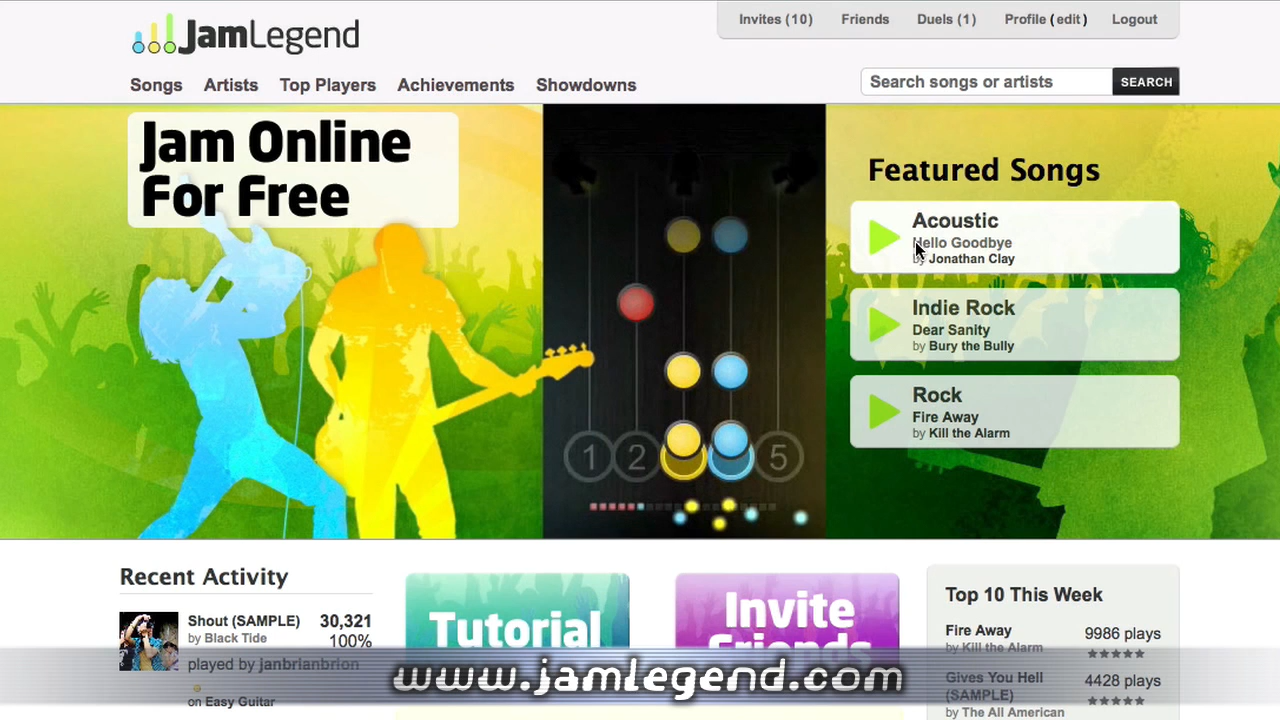 JamLegend
Invites (10) Friends Duels (1) Profile (edit) Logout
Songs Artists Top Players Achievements Showdowns
Search songs or artists SEARCH
Jam Online
For Free
Featured Songs
Acoustic
Hello Goodbye
by Jonathan Clay
Indie Rock
Dear Sanity
by Bury the Bully
Rock
Fire Away
by Kill the Alarm
1 2 5
Recent Activity
Shout (SAMPLE) 30,321
by Black Tide 100%
played by janbrianbrion
on Easy Guitar
Tutorial
Invite
Friends
Top 10 This Week
Fire Away 9986 plays
by Kill the Alarm
Gives You Hell 4428 plays
(SAMPLE)
by The All American
www.jamlegend.com